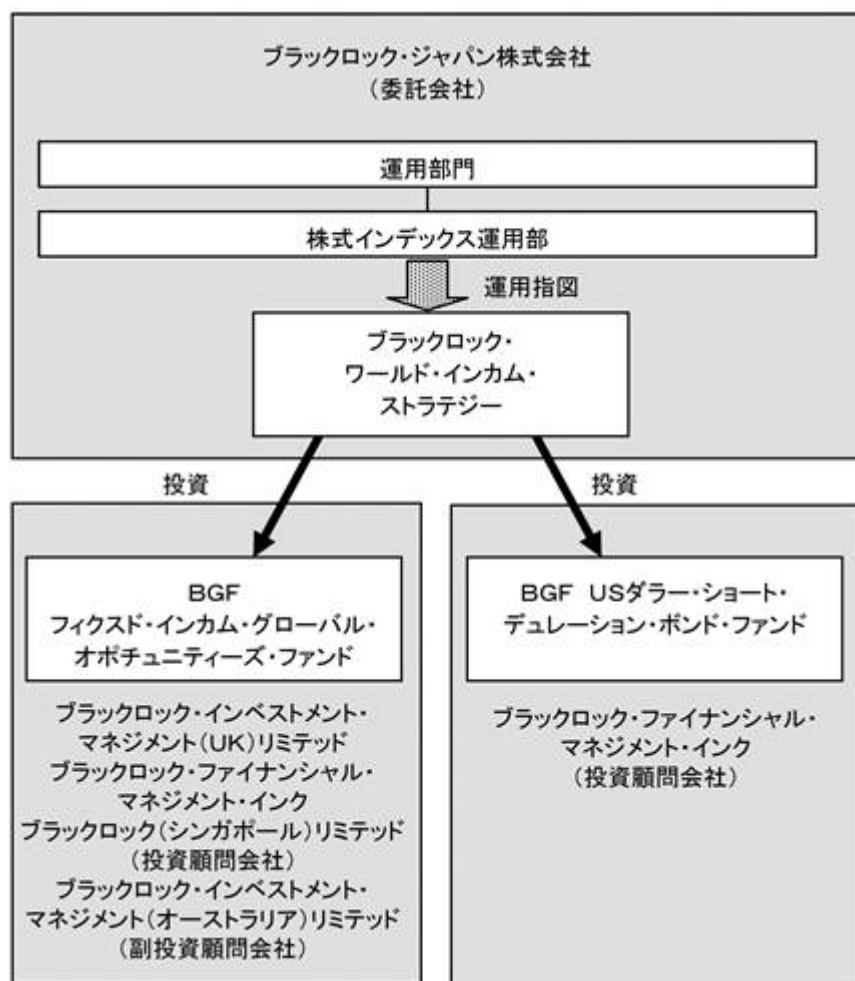 ブラックロック・ジャパン株式会社
（委託会社）
運用部門
株式インデックス運用部
運用指図
ブラックロック・
ワールド・インカム・
ストラテジー
投資
投資
ＢＧＦ
フィクスド・インカム・グローバル・
オポチュニティーズ・ファンド
ブラックロック・インベストメント・
マネジメント（ＵＫ）リミテッド
ブラックロック・ファイナンシャル・
マネジメント・インク
ブラックロック（シンガポール）リミテッド
（投資顧問会社）
ブラックロック・インベストメント・
マネジメント（オーストラリア）リミテッド
（副投資顧問会社）
ＢＧＦ ＵＳダラー・ショート・
デュレーション・ボンド・ファンド
ブラックロック・ファイナンシャル・
マネジメント・インク
（投資顧問会社）